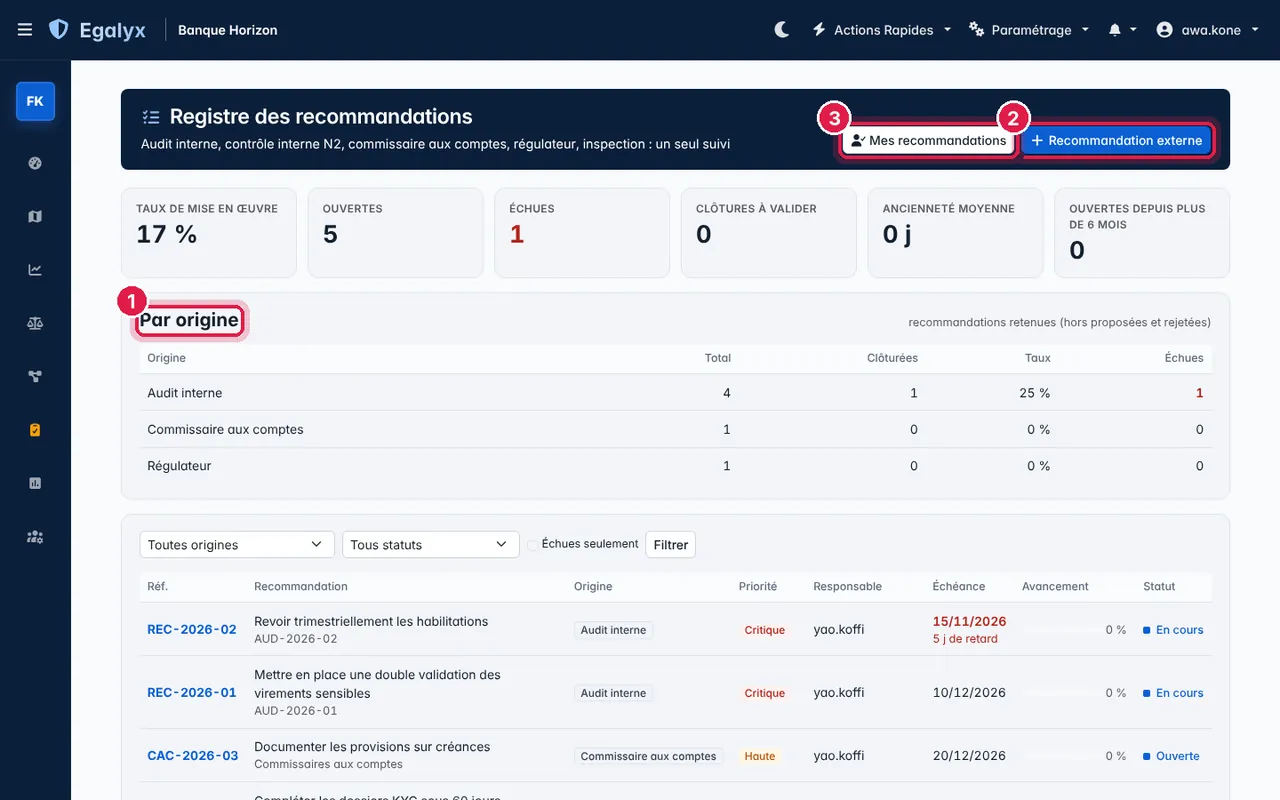 Egalyx
Banque Horizon
Actions Rapides
Paramétrage
awa.kone
FK
Registre des recommandations
Audit interne, contrôle interne N2, commissaire aux comptes, régulateur, inspection : un seul suivi
3
Mes recommandations
2
+ Recommandation externe
TAUX DE MISE EN ŒUVRE
17 %
OUVERTES
5
ÉCHUES
1
CLÔTURES À VALIDER
0
ANCIENNETÉ MOYENNE
0 j
OUVERTES DEPUIS PLUS
DE 6 MOIS
0
1
Par origine
recommandations retenues (hors proposées et rejetées)
Origine Total Clôturées Taux Échues
Audit interne 4 1 25 % 1
Commissaire aux comptes 1 0 0 % 0
Régulateur 1 0 0 % 0
Toutes origines
Tous statuts
Échues seulement
Filtrer
Réf. Recommandation Origine Priorité Responsable Échéance Avancement Statut
REC-2026-02 Revoir trimestriellement les habilitations Audit interne Critique yao.koffi 15/11/2026 0 % En cours
AUD-2026-02 5 j de retard
REC-2026-01 Mettre en place une double validation des Audit interne Critique yao.koffi 10/12/2026 0 % En cours
virements sensibles
AUD-2026-01
CAC-2026-03 Documenter les provisions sur créances Commissaire aux comptes Haute yao.koffi 20/12/2026 0 % Ouverte
Commissaires aux comptes
Compléter les dossiers KYC sous 60 jours